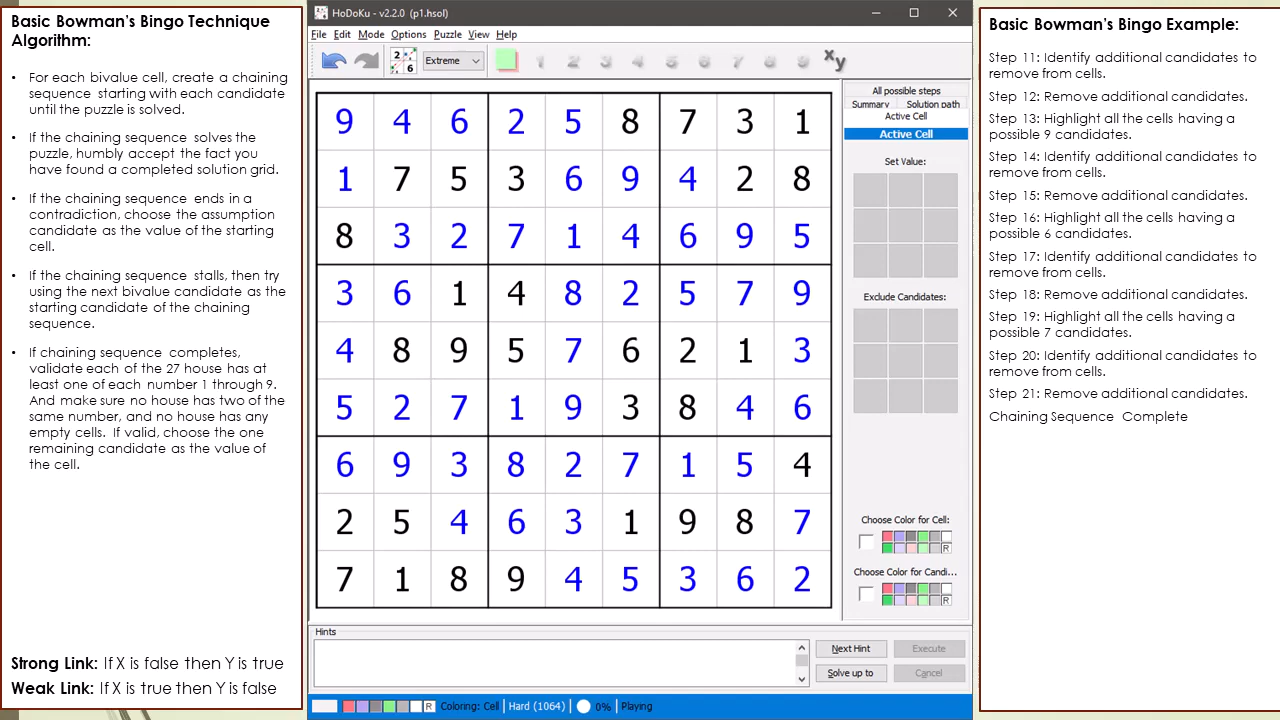 Basic Bowman's Bingo Technique
Algorithm:
• For each bivalue cell, create a chaining
sequence starting with each candidate
until the puzzle is solved.
• If the chaining sequence solves the
puzzle, humbly accept the fact you
have found a completed solution grid.
• If the chaining sequence ends in a
contradiction, choose the assumption
candidate as the value of the starting
cell.
• If the chaining sequence stalls, then try
using the next bivalue candidate as the
starting candidate of the chaining
sequence.
• If chaining sequence completes,
validate each of the 27 house has at
least one of each number 1 through 9.
And make sure no house has two of the
same number, and no house has any
empty cells. If valid, choose the one
remaining candidate as the value of
the cell.
Strong Link: If X is false then Y is true
Weak Link: If X is true then Y is false
HoDoKu - v2.2.0 (p1.hsol)
File Edit Mode Options Puzzle View Help
2 6 Extreme 1 2 3 4 5 6 7 8 9 xy
9 4 6 2 5 8 7 3 1
1 7 5 3 6 9 4 2 8
8 3 2 7 1 4 6 9 5
3 6 1 4 8 2 5 7 9
4 8 9 5 7 6 2 1 3
5 2 7 1 9 3 8 4 6
6 9 3 8 2 7 1 5 4
2 5 4 6 3 1 9 8 7
7 1 8 9 4 5 3 6 2
All possible steps
Summary Solution path
Active Cell
Active Cell
Set Value:
Exclude Candidates:
Choose Color for Cell:
R
Choose Color for Candi...
R
Hints
Next Hint Execute
Solve up to Cancel
R Coloring: Cell Hard (1064) 0% Playing
Basic Bowman's Bingo Example:
Step 11: Identify additional candidates to
remove from cells.
Step 12: Remove additional candidates.
Step 13: Highlight all the cells having a
possible 9 candidates.
Step 14: Identify additional candidates to
remove from cells.
Step 15: Remove additional candidates.
Step 16: Highlight all the cells having a
possible 6 candidates.
Step 17: Identify additional candidates to
remove from cells.
Step 18: Remove additional candidates.
Step 19: Highlight all the cells having a
possible 7 candidates.
Step 20: Identify additional candidates to
remove from cells.
Step 21: Remove additional candidates.
Chaining Sequence Complete